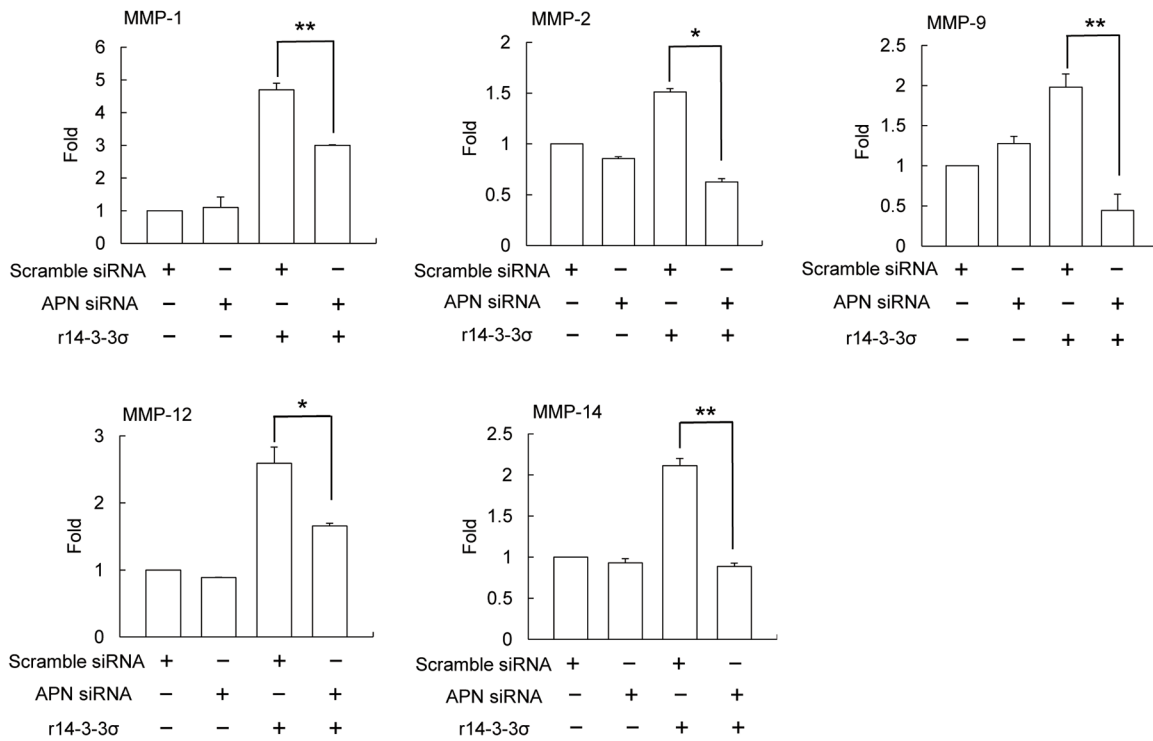 MMP-1
**
6
5
4
3
2
1
0
Fold
Scramble siRNA + − + −
APN siRNA − + − +
r14-3-3σ − − + +
MMP-2
*
2
1.5
1
0.5
0
Fold
Scramble siRNA + − + −
APN siRNA − + − +
r14-3-3σ − − + +
MMP-9
**
2.5
2
1.5
1
0.5
0
Fold
Scramble siRNA + − + −
APN siRNA − + − +
r14-3-3σ − − + +
MMP-12
*
3
2
1
0
Fold
Scramble siRNA + − + −
APN siRNA − + − +
r14-3-3σ − − + +
MMP-14
**
2.5
2
1.5
1
0.5
0
Fold
Scramble siRNA + − + −
APN siRNA − + − +
r14-3-3σ − − + +